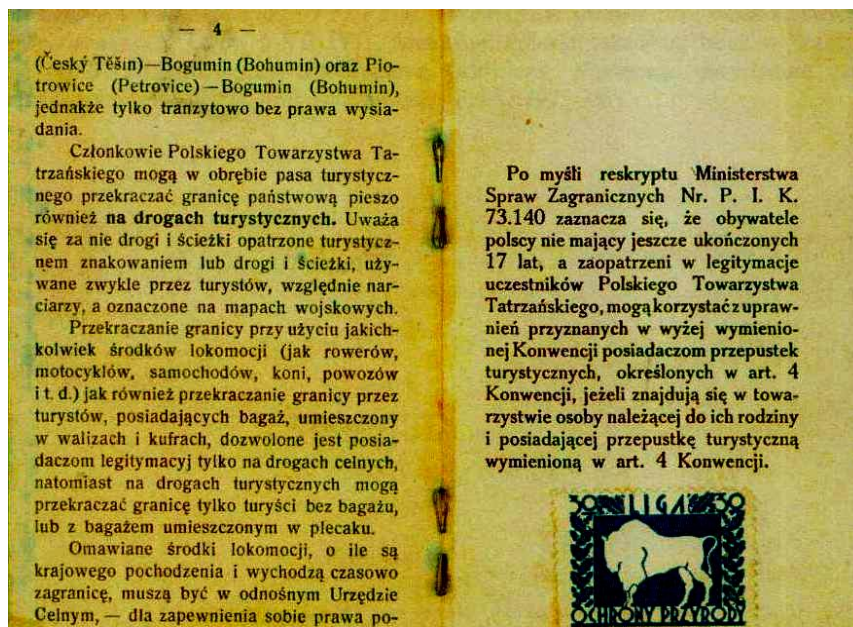 — 4 —
(Český Těšin)—Bogumin (Bohumin) oraz Pio-
trowice (Petrovice) — Bogumin (Bohumin),
jednakże tylko tranzytowo bez prawa wysia-
dania.
Członkowie Polskiego Towarzystwa Ta-
trzańskiego mogą w obrębie pasa turystycz-
nego przekraczać granicę państwową pieszo
również na drogach turystycznych. Uważa
się za nie drogi i ścieżki opatrzone turystycz-
nem znakowaniem lub drogi i ścieżki, uży-
wane zwykle przez turystów, względnie nar-
ciarzy, a oznaczone na mapach wojskowych.
Przekraczanie granicy przy użyciu jakich-
kolwiek środków lokomocji (jak rowerów,
motocyklów, samochodów, koni, powozów
i t. d.) jak również przekraczanie granicy przez
turystów, posiadających bagaż, umieszczony
w walizach i kufrach, dozwolone jest posia-
daczom legitymacyj tylko na drogach celnych,
natomiast na drogach turystycznych mogą
przekraczać granicę tylko turyści bez bagażu,
lub z bagażem umieszczonym w plecaku.
Omawiane środki lokomocji, o ile są
krajowego pochodzenia i wychodzą czasowo
zagranicę, muszą być w odnośnym Urzędzie
Celnym, — dla zapewnienia sobie prawa po-
Po myśli reskryptu Ministerstwa
Spraw Zagranicznych Nr. P. I. K.
73.140 zaznacza się, że obywatele
polscy nie mający jeszcze ukończonych
17 lat, a zaopatrzeni w legitymacje
uczestników Polskiego Towarzystwa
Tatrzańskiego, mogą korzystać z upraw-
nień przyznanych w wyżej wymienio-
nej Konwencji posiadaczom przepustek
turystycznych, określonych w art. 4
Konwencji, jeżeli znajdują się w towa-
rzystwie osoby należącej do ich rodziny
i posiadającej przepustkę turystyczną
wymienioną w art. 4 Konwencji.
30 LIGA 30
OCHRONY PRZYRODY